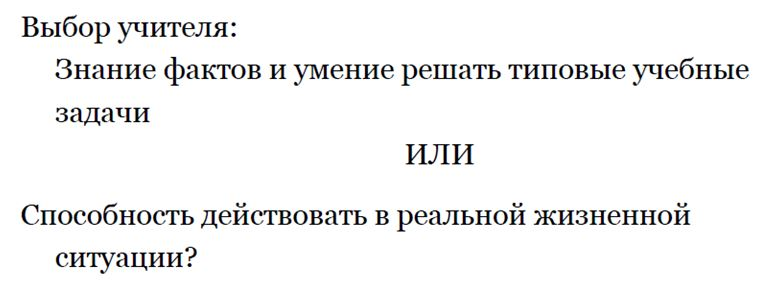 Выбор учителя:
Знание фактов и умение решать типовые учебные
задачи
ИЛИ
Способность действовать в реальной жизненной
ситуации?